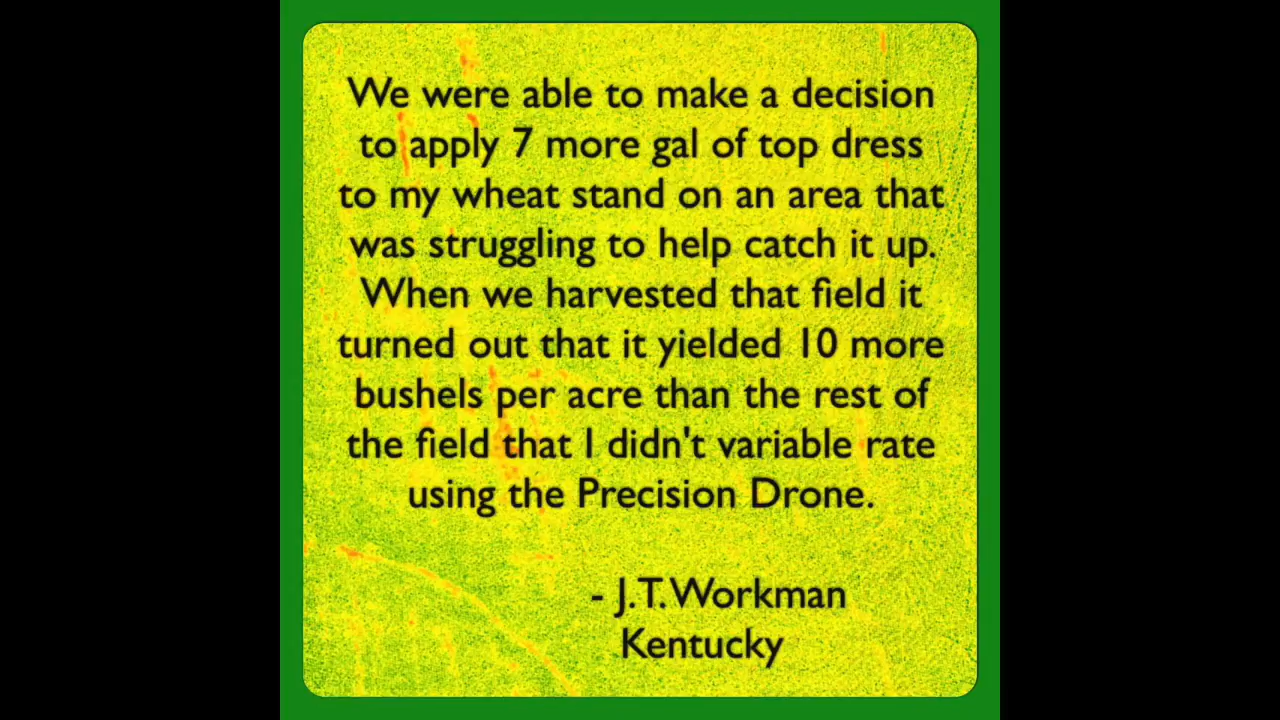 We were able to make a decision
to apply 7 more gal of top dress
to my wheat stand on an area that
was struggling to help catch it up.
When we harvested that field it
turned out that it yielded 10 more
bushels per acre than the rest of
the field that I didn't variable rate
using the Precision Drone.
- J.T. Workman
Kentucky